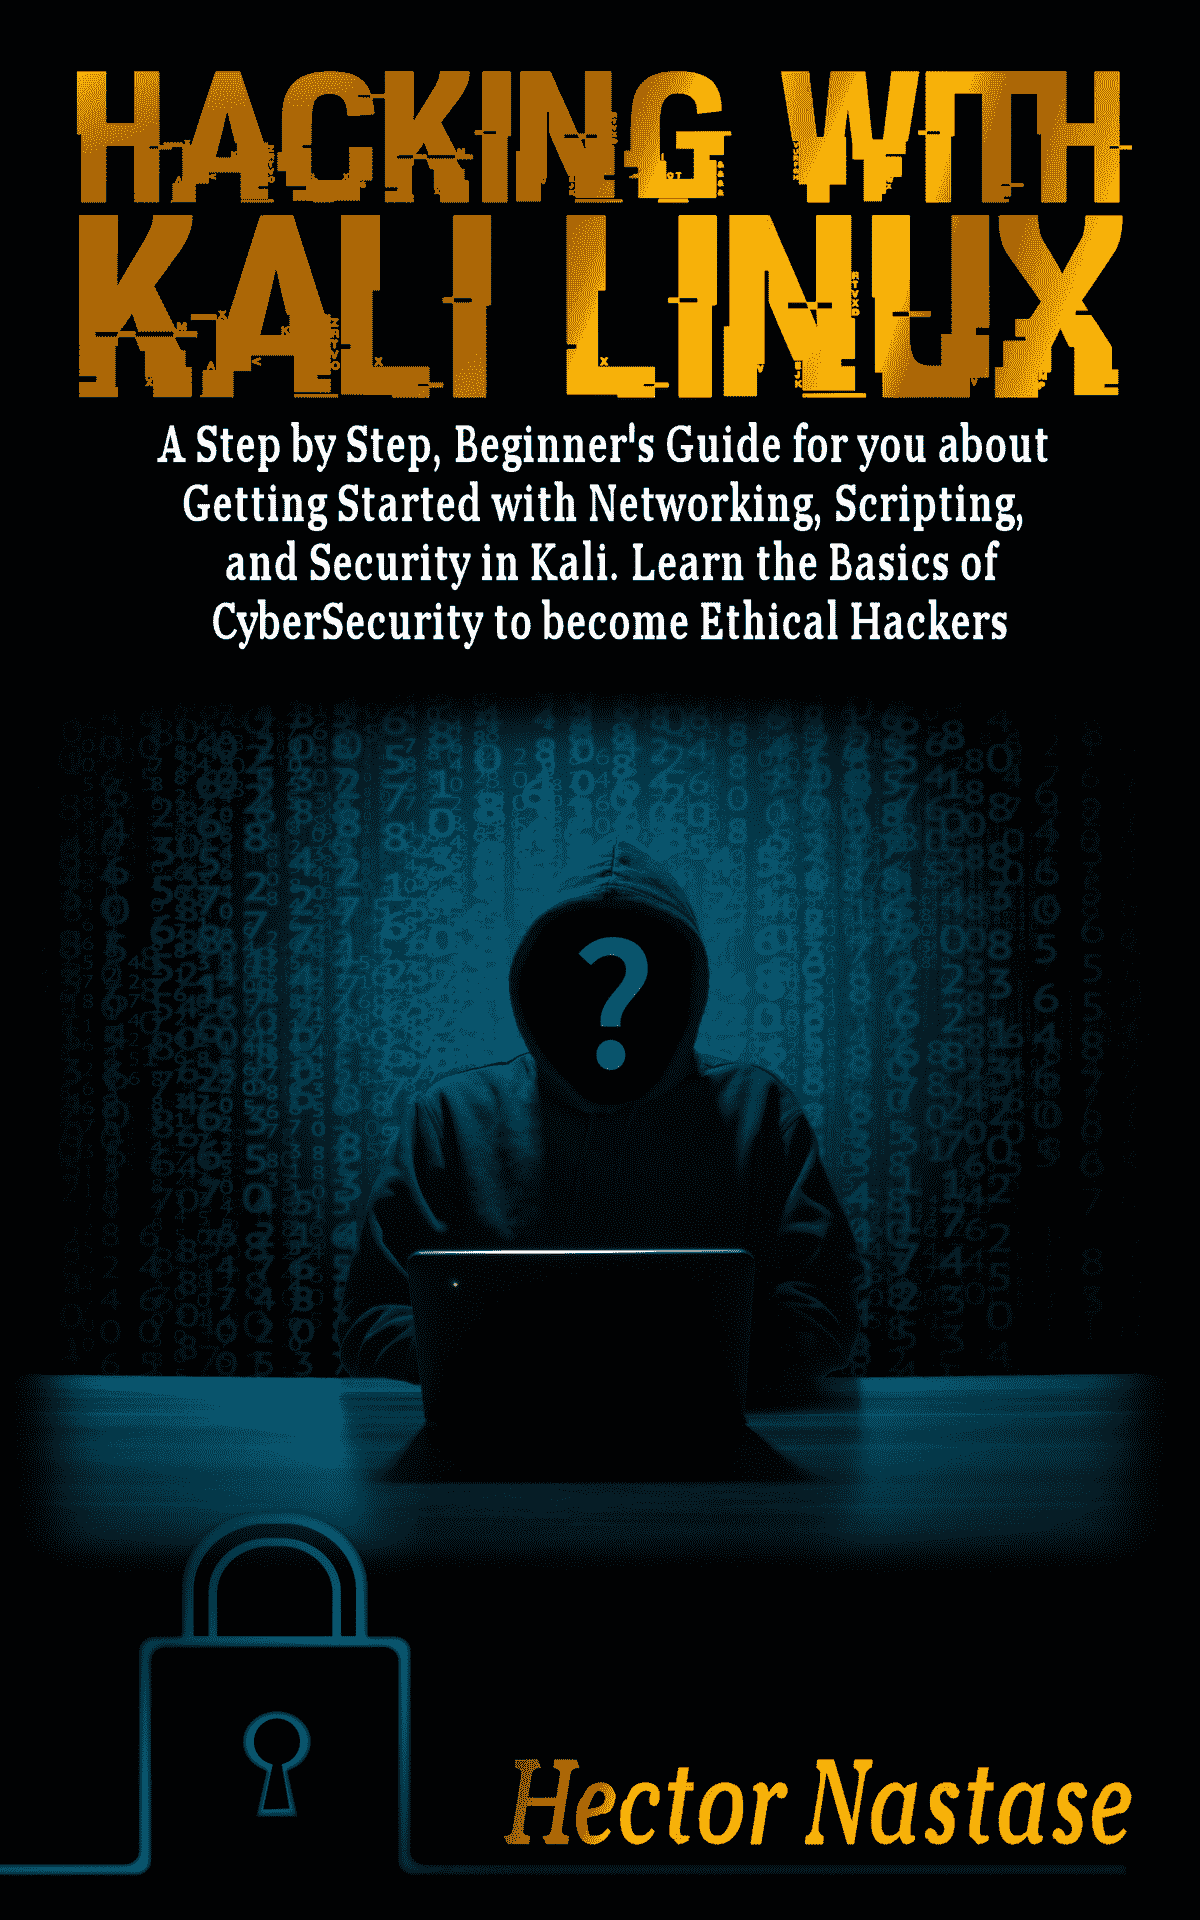 HACKING WITH
KALI LINUX
A Step by Step, Beginner's Guide for you about
Getting Started with Networking, Scripting,
and Security in Kali. Learn the Basics of
CyberSecurity to become Ethical Hackers
?
Hector Nastase